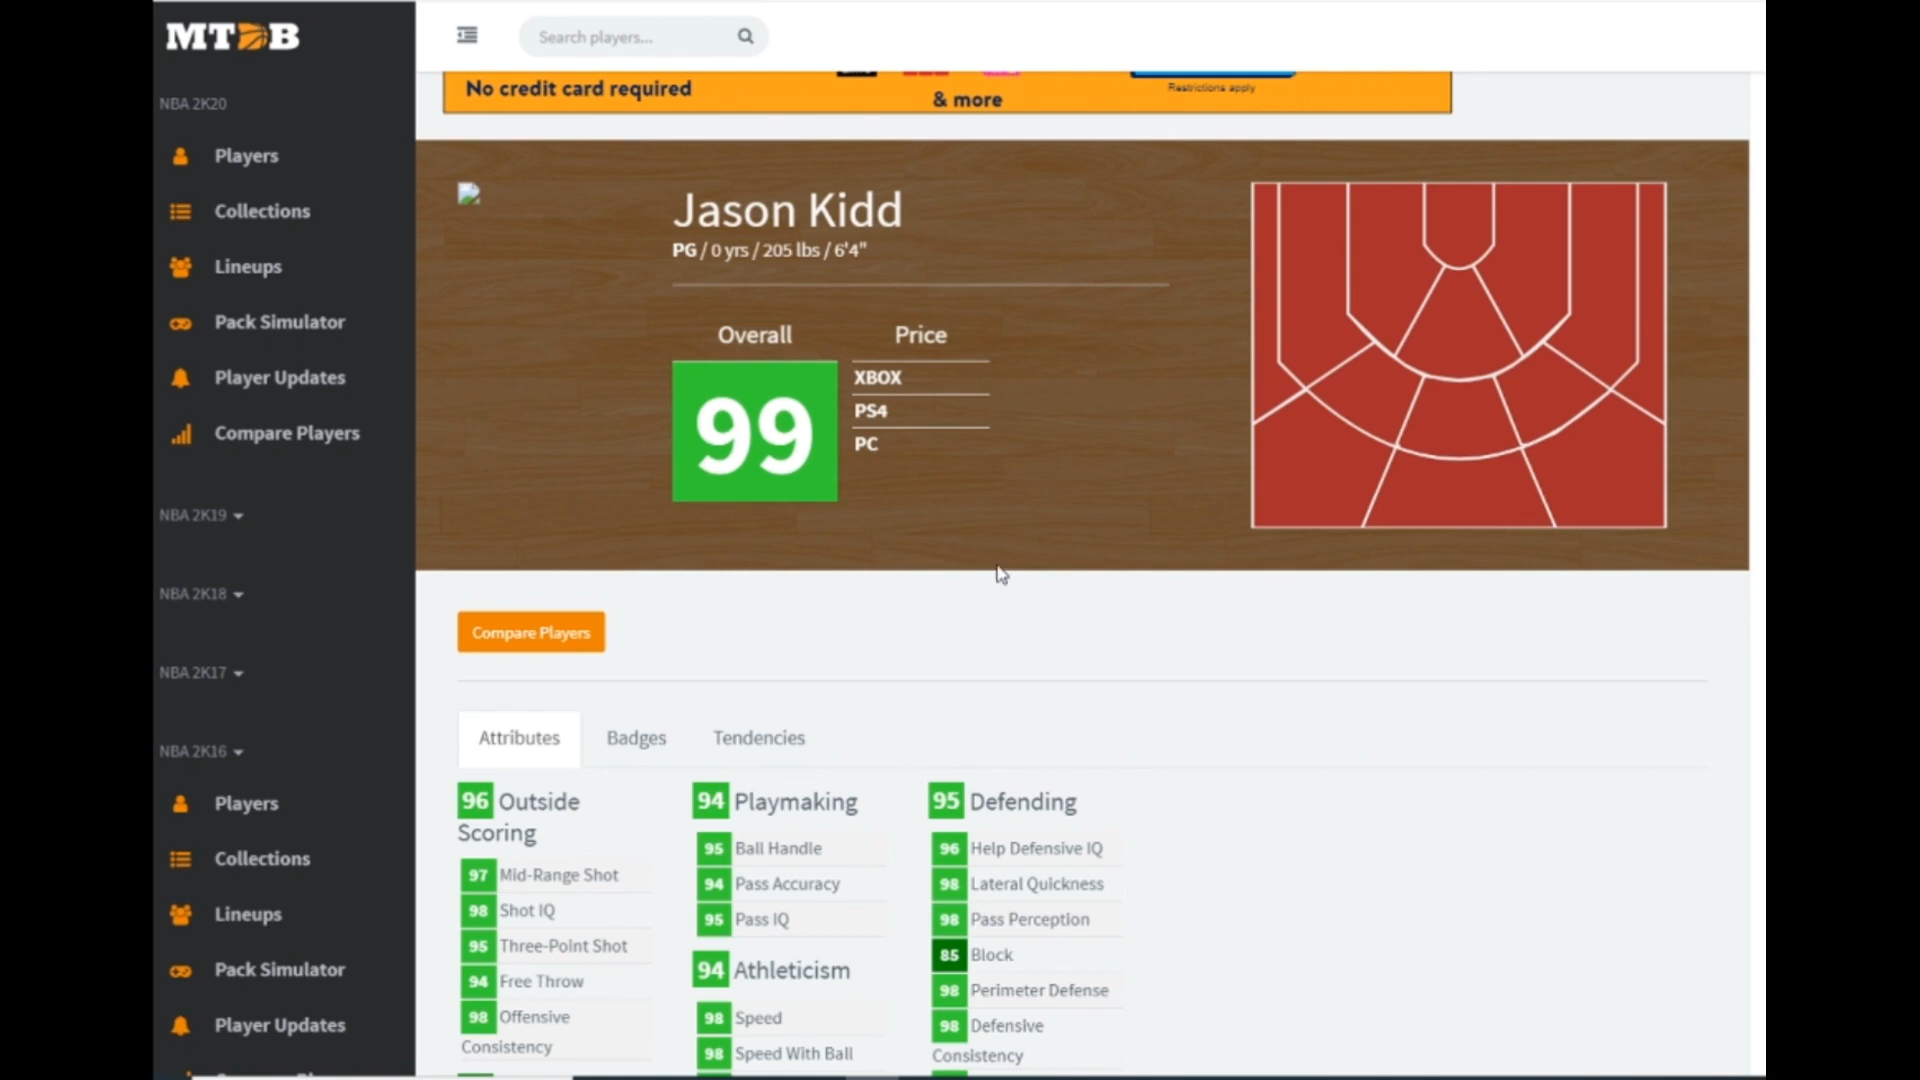 MTDB
Search players...
No credit card required
& more
Restrictions apply
NBA 2K20
Players
Collections
Lineups
Pack Simulator
Player Updates
Compare Players
NBA 2K19
NBA 2K18
NBA 2K17
NBA 2K16
Players
Collections
Lineups
Pack Simulator
Player Updates
Jason Kidd
PG / 0 yrs / 205 lbs / 6'4"
Overall
99
Price
XBOX
PS4
PC
Compare Players
Attributes
Badges
Tendencies
96 Outside
Scoring
97 Mid-Range Shot
98 Shot IQ
95 Three-Point Shot
94 Free Throw
98 Offensive
Consistency
94 Playmaking
95 Ball Handle
94 Pass Accuracy
95 Pass IQ
94 Athleticism
98 Speed
98 Speed With Ball
95 Defending
96 Help Defensive IQ
98 Lateral Quickness
98 Pass Perception
85 Block
98 Perimeter Defense
98 Defensive
Consistency